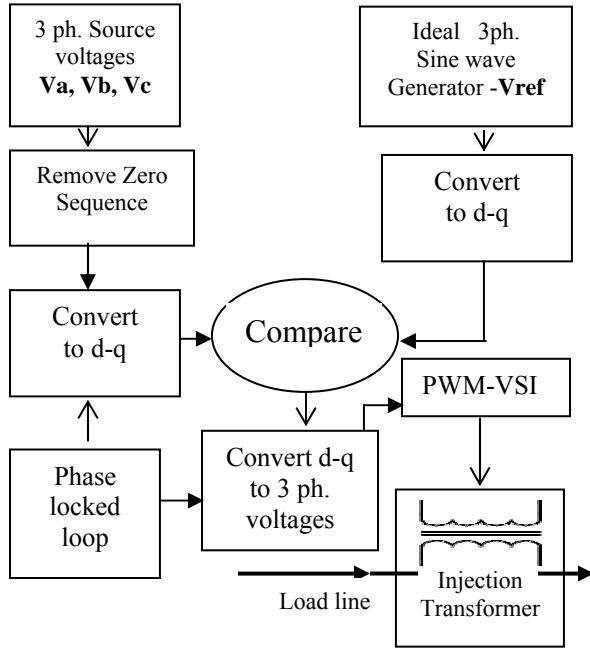 3 ph. Source
voltages
Va, Vb, Vc
Ideal 3ph.
Sine wave
Generator -Vref
Remove Zero
Sequence
Convert
to d-q
Convert
to d-q
Compare
PWM-VSI
Phase
locked
loop
Convert d-q
to 3 ph.
voltages
Load line
Injection
Transformer